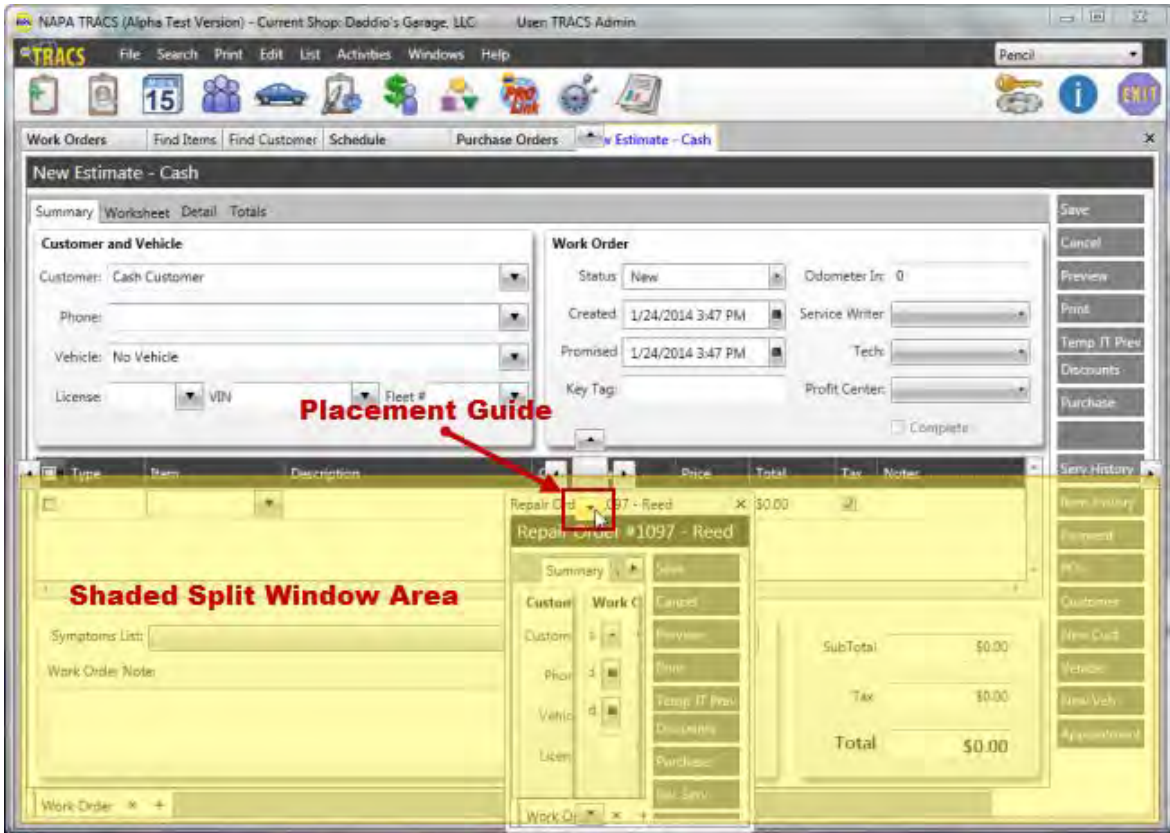 NAPA TRACS (Alpha Test Version) - Current Shop: Daddio's Garage, LLC User: TRACS Admin
TRACS File Search Print Edit List Activities Windows Help Pencil
15 PRO Link i EXIT
Work Orders Find Items Find Customer Schedule Purchase Orders w Estimate - Cash
New Estimate - Cash
Summary Worksheet Detail Totals Save
Customer and Vehicle Work Order Cancel
Customer: Cash Customer Status New Odometer In: 0 Preview
Phone: Created 1/24/2014 3:47 PM Service Writer Print
Vehicle: No Vehicle Promised 1/24/2014 3:47 PM Tech: Temp IT Prev
Discounts
License VIN Fleet # Key Tag: Profit Center: Purchase
Placement Guide
Complete
Type Item Description Price Total Tax Notes Serv History
Repair Ord 097 - Reed $0.00
Repair Order #1097 - Reed Payment
Summary Save
Shaded Split Window Area
Custom Work O Cancel Customer
Symptoms List: Custom s Preview SubTotal $0.00 New Cust
Work Order Note: Phor d Print Vehicle
Vehic d Temp IT Prev Tax $0.00 New Veh
Discounts Total $0.00 Appointment
Licen Purchase
Work Order + Work O +